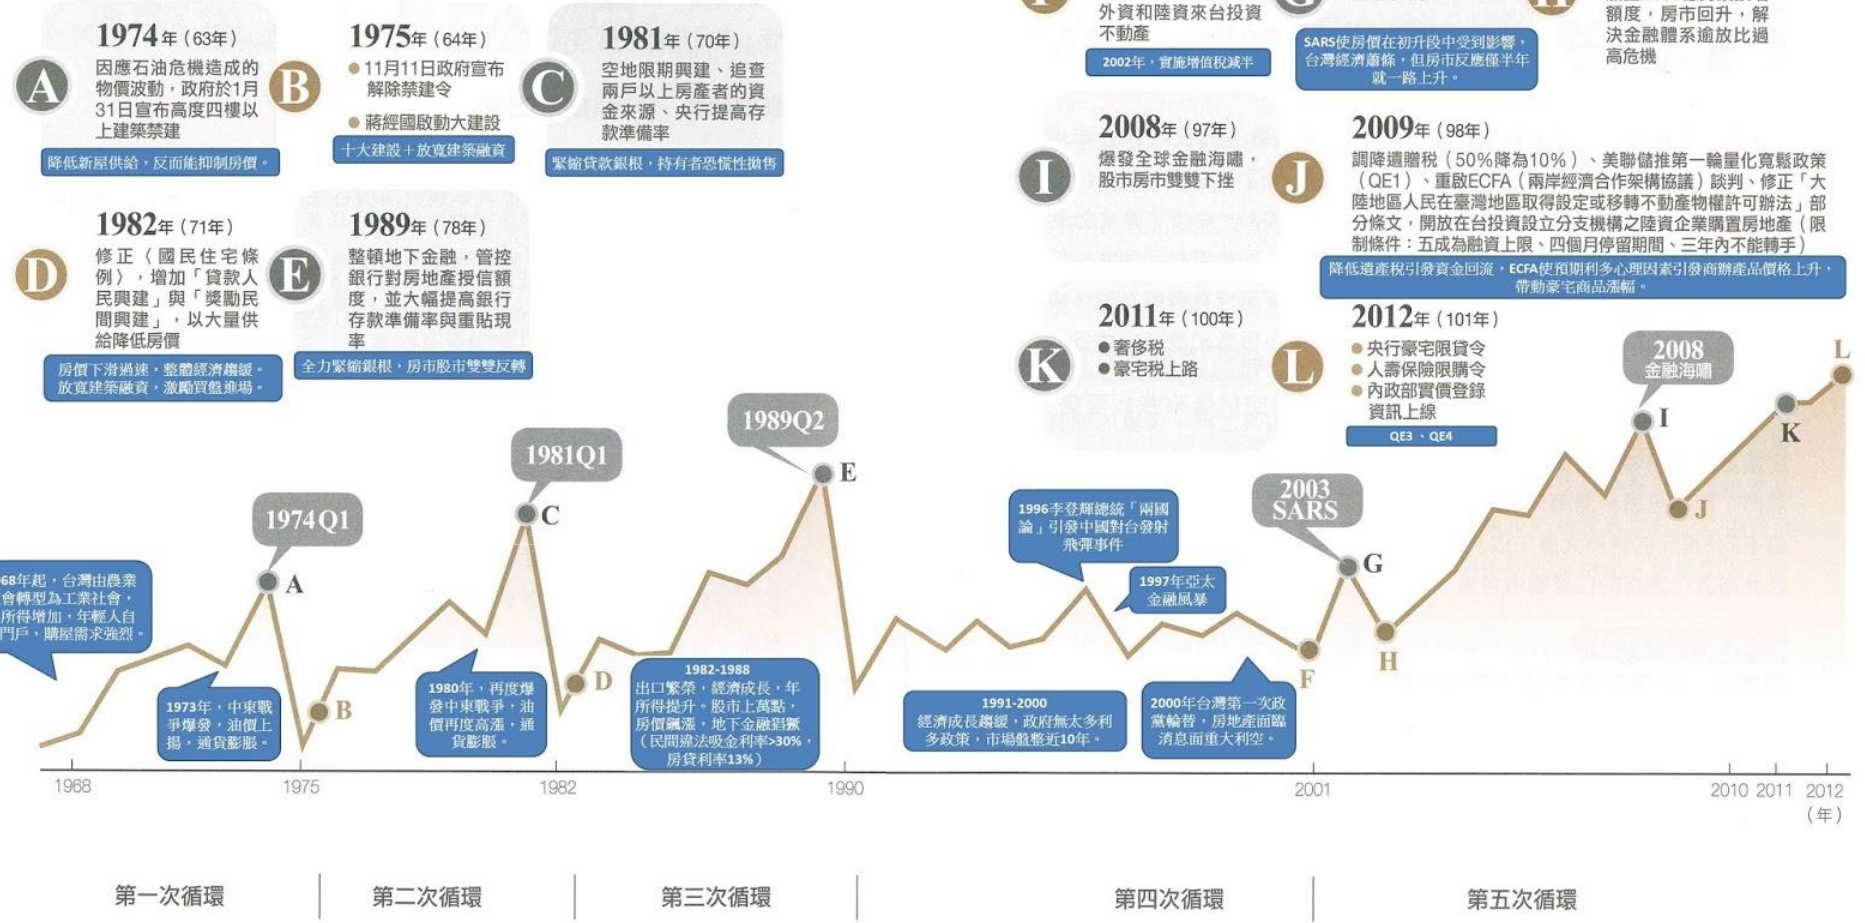 A
1974年(63年)
因應石油危機造成的
物價波動，政府於1月
31日宣布高度四樓以
上建築禁建
降低新屋供給，反而能抑制房價。
B
1975年(64年)
●11月11日政府宣布
解除禁建令
●蔣經國啟動大建設
十大建設＋放寬建築融資
C
1981年(70年)
空地限期興建、追查
兩戶以上房產者的資
金來源、央行提高存
款準備率
緊縮貸款銀根，持有者恐慌性拋售
D
1982年(71年)
修正〈國民住宅條
例〉，增加「貸款人
民興建」與「獎勵民
間興建」，以大量供
給降低房價
房價下滑過速，整體經濟趨緩。
放寬建築融資，激勵買盤進場。
E
1989年(78年)
整頓地下金融，管控
銀行對房地產授信額
度，並大幅提高銀行
存款準備率與重貼現
率
全力緊縮銀根，房市股市雙雙反轉
外資和陸資來台投資
不動產
2002年，實施增值稅減半
SARS使房價在初升段中受到影響，
台灣經濟蕭條，但房市反應僅半年
就一路上升。
額度，房市回升，解
決金融體系逾放比過
高危機
I
2008年(97年)
爆發全球金融海嘯，
股市房市雙雙下挫
J
2009年(98年)
調降遺贈稅（50%降為10%）、美聯儲推第一輪量化寬鬆政策
（QE1）、重啟ECFA（兩岸經濟合作架構協議）談判、修正「大
陸地區人民在臺灣地區取得設定或移轉不動產物權許可辦法」部
分條文，開放在台投資設立分支機構之陸資企業購置房地產（限
制條件：五成為融資上限、四個月停留期間、三年內不能轉手）
降低遺產稅引發資金回流，ECFA使預期利多心理因素引發商辦產品價格上升，
帶動豪宅商品漲幅。
K
2011年(100年)
●奢侈稅
●豪宅稅上路
L
2012年(101年)
●央行豪宅限貸令
●人壽保險限購令
●內政部實價登錄
資訊上線
QE3、QE4
1974Q1
1981Q1
1989Q2
2003
SARS
2008
金融海嘯
A
B
C
D
E
F
G
H
I
J
K
L
68年起，台灣由農業
會轉型為工業社會，
所得增加，年輕人自
門戶，購屋需求強烈。
1973年，中東戰
爭爆發，油價上
揚，通貨膨脹。
1980年，再度爆
發中東戰爭，油
價再度高漲，通
貨膨脹。
1982-1988
出口繁榮，經濟成長，年
所得提升。股市上萬點，
房價飆漲，地下金融猖獗
（民間違法吸金利率>30%，
房貸利率13%）
1991-2000
經濟成長趨緩，政府無太多利
多政策，市場盤整近10年。
1996李登輝總統「兩國
論」引發中國對台發射
飛彈事件
1997年亞太
金融風暴
2000年台灣第一次政
黨輪替，房地產面臨
消息面重大利空。
1968
1975
1982
1990
2001
2010
2011
2012
（年）
第一次循環
第二次循環
第三次循環
第四次循環
第五次循環